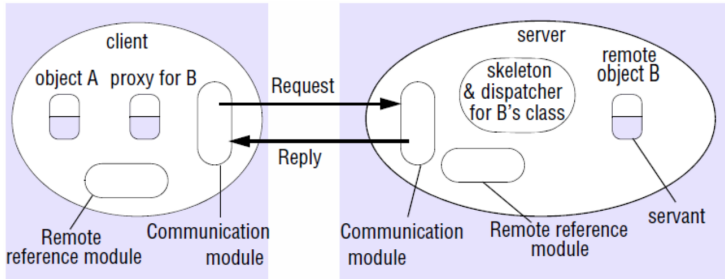 client
object A proxy for B
Remote
reference module
Communication
module
Request
Reply
server
skeleton
& dispatcher
for B's class
remote
object B
Communication
module
Remote reference
module
servant